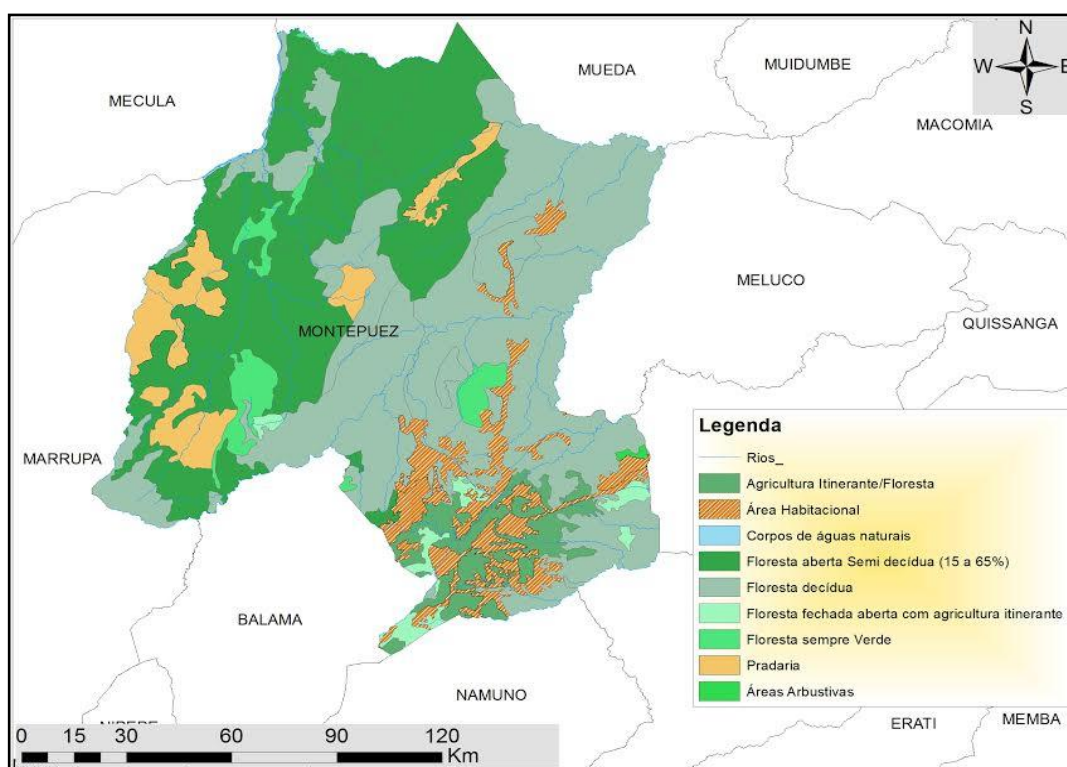 N
W E
S
MUEDA
MUIDUMBE
MECULA
MACOMIA
MELUCO
QUISSANGA
MONTEPUEZ
MARRUPA
Legenda
Rios_
Agricultura Itinerante/Floresta
Área Habitacional
Corpos de águas naturais
Floresta aberta Semi decídua (15 a 65%)
Floresta decídua
Floresta fechada aberta com agricultura itinerante
Floresta sempre Verde
Pradaria
Áreas Arbustivas
BALAMA
NAMUNO
ERATI
MEMBA
0 5 15 30 60 90 120
Km